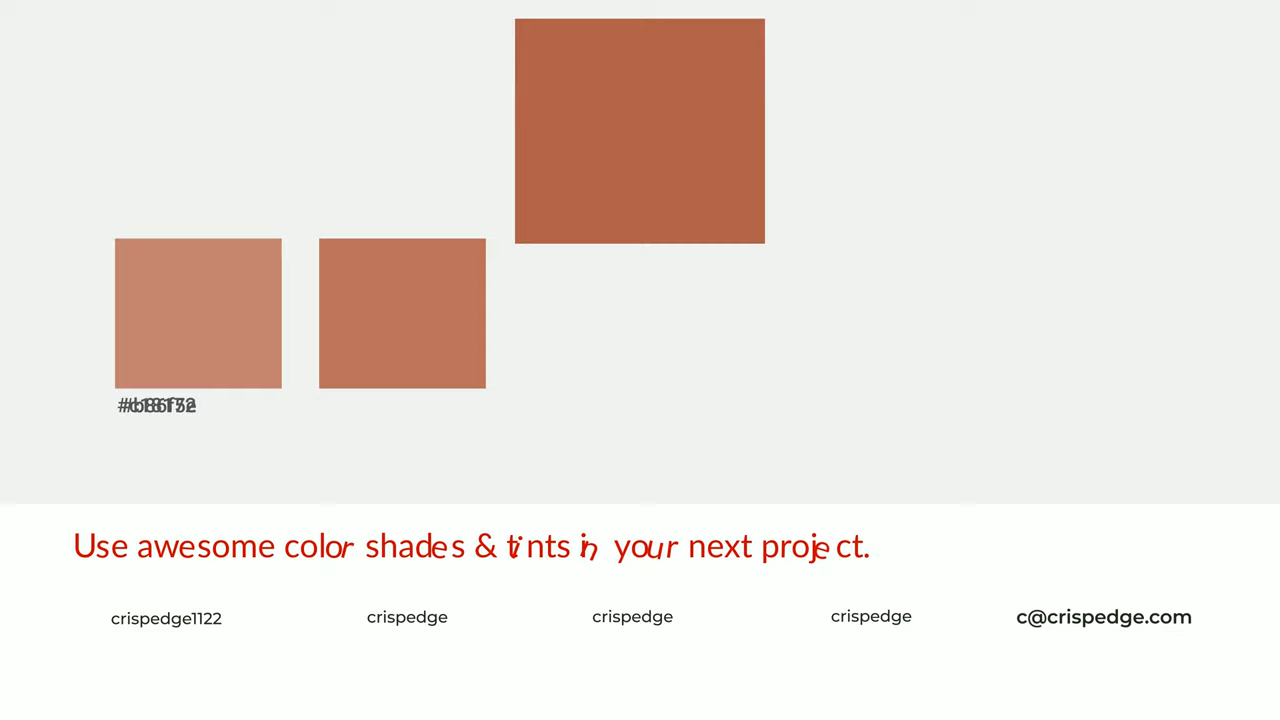 Use awesome color shades & tints in your next project.
crispedge1122 crispedge crispedge crispedge c@crispedge.com